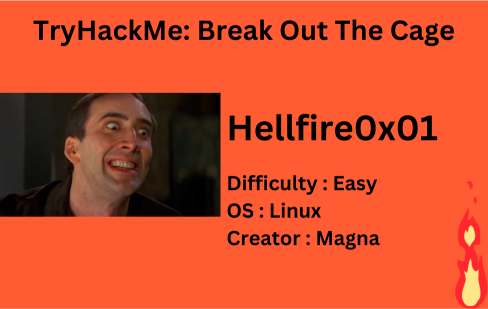 TryHackMe: Break Out The Cage
Hellfire0x01
Difficulty : Easy
OS : Linux
Creator : Magna